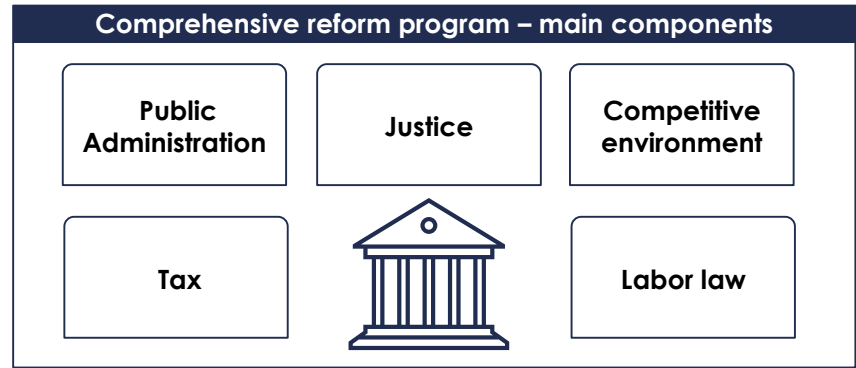 Comprehensive reform program – main components
Public
Administration
Justice
Competitive
environment
Tax
Labor law